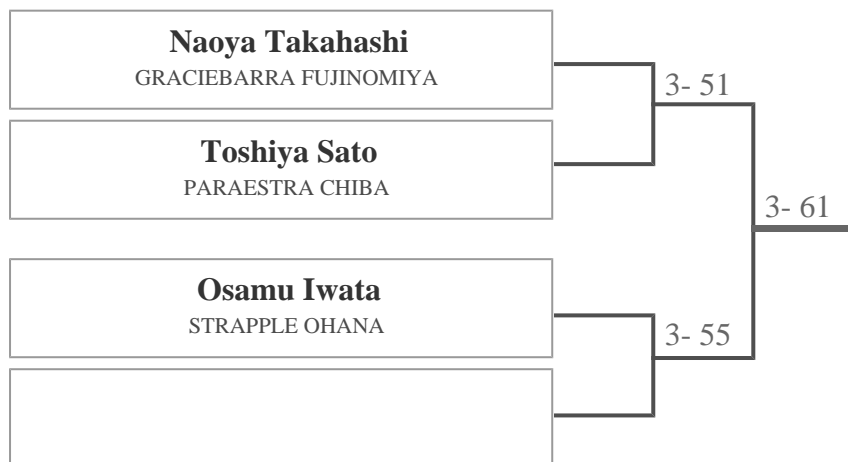 Naoya Takahashi
GRACIEBARRA FUJINOMIYA
3- 51
Toshiya Sato
PARAESTRA CHIBA
3- 61
Osamu Iwata
STRAPPLE OHANA
3- 55